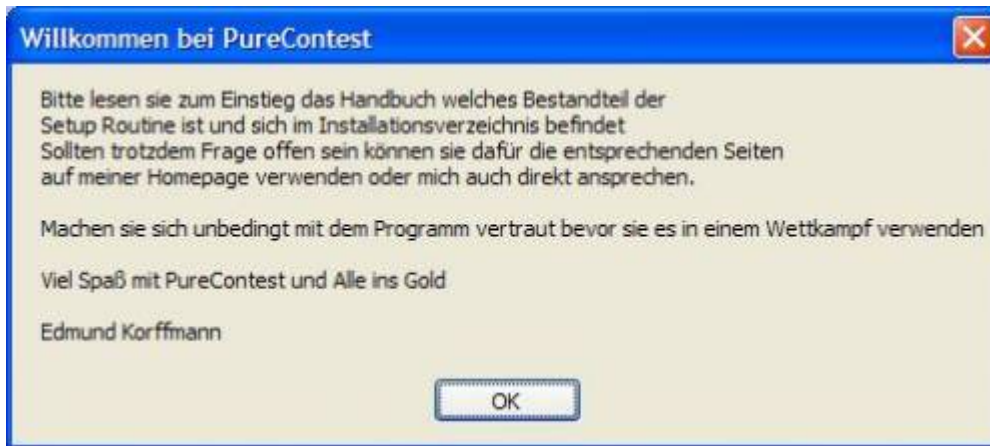 Willkommen bei PureContest
Bitte lesen sie zum Einstieg das Handbuch welches Bestandteil der
Setup Routine ist und sich im Installationsverzeichnis befindet
Sollten trotzdem Frage offen sein können sie dafür die entsprechenden Seiten
auf meiner Homepage verwenden oder mich auch direkt ansprechen.
Machen sie sich unbedingt mit dem Programm vertraut bevor sie es in einem Wettkampf verwenden
Viel Spaß mit PureContest und Alle ins Gold
Edmund Korffmann
OK